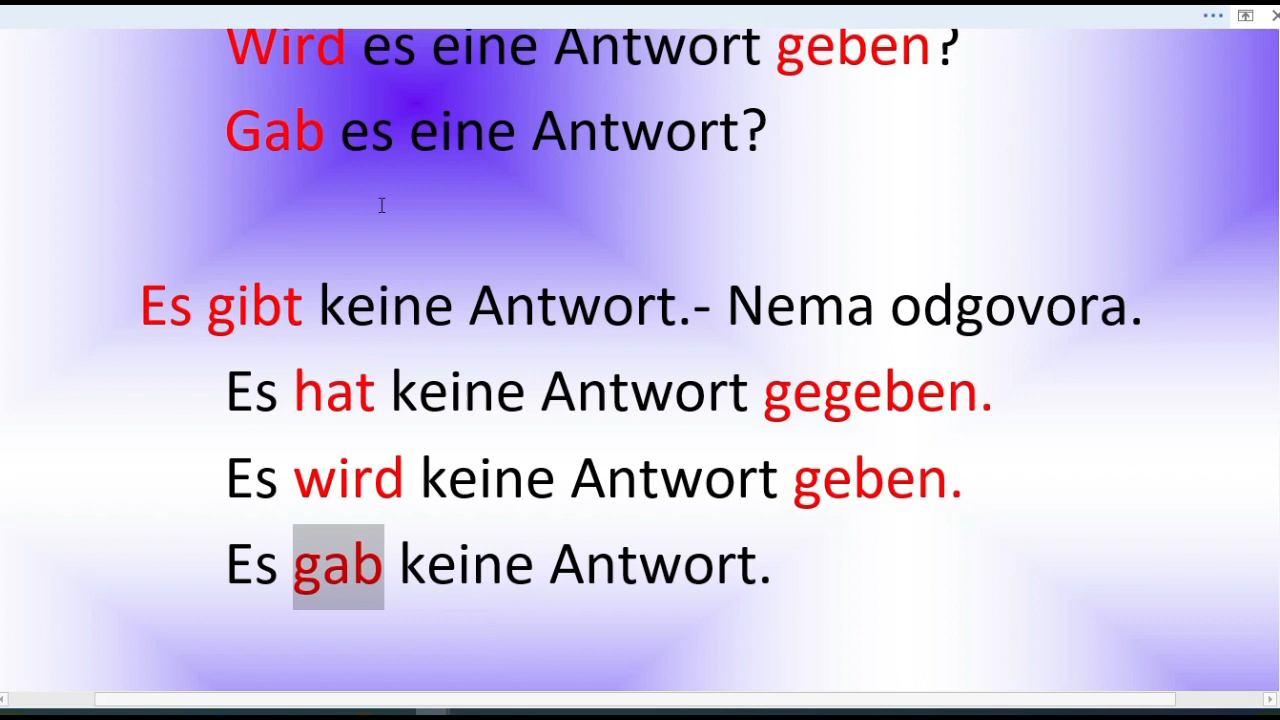 Wird es eine Antwort geben?
Gab es eine Antwort?
Es gibt keine Antwort.- Nema odgovora.
Es hat keine Antwort gegeben.
Es wird keine Antwort geben.
Es gab keine Antwort.